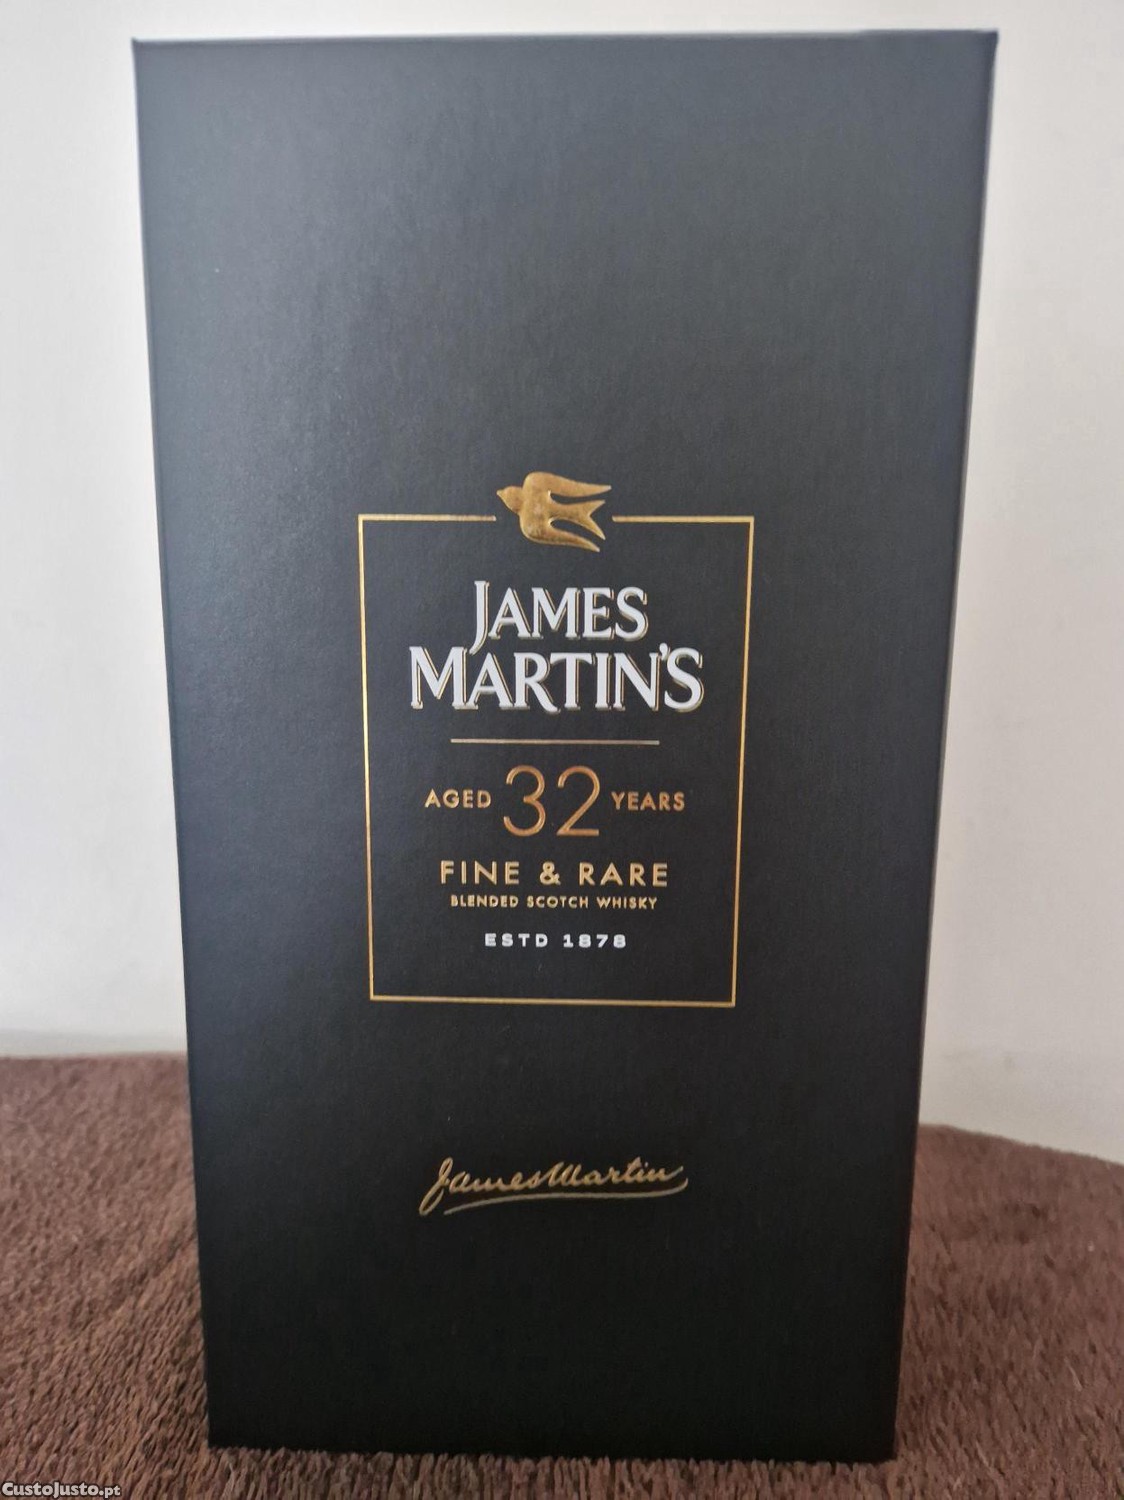 JAMES
MARTIN'S
AGED 32 YEARS
FINE & RARE
BLENDED SCOTCH WHISKY
ESTD 1878
James Martin
CustoJusto.pt